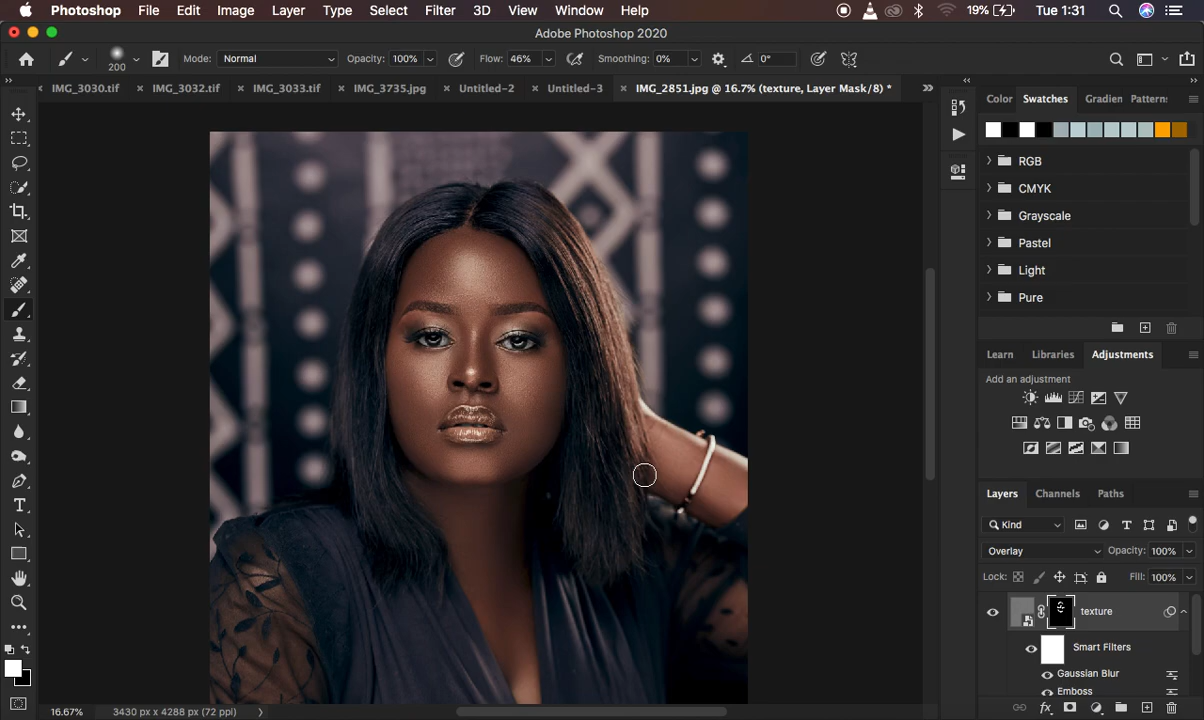 Photoshop File Edit Image Layer Type Select Filter 3D View Window Help 19% Tue 1:31
Adobe Photoshop 2020
200 Mode: Normal Opacity: 100% Flow: 46% Smoothing: 0% 0°
IMG_3030.tif × IMG_3032.tif × IMG_3033.tif × IMG_3735.jpg × Untitled-2 × Untitled-3 × IMG_2851.jpg @ 16.7% (texture, Layer Mask/8) *
Color Swatches Gradien Pattern:
RGB
CMYK
Grayscale
Pastel
Light
Pure
Learn Libraries Adjustments
Add an adjustment
Layers Channels Paths
Kind
Overlay Opacity: 100%
Lock: Fill: 100%
texture
Smart Filters
Gaussian Blur
Emboss
16.67% 3430 px x 4288 px (72 ppi)